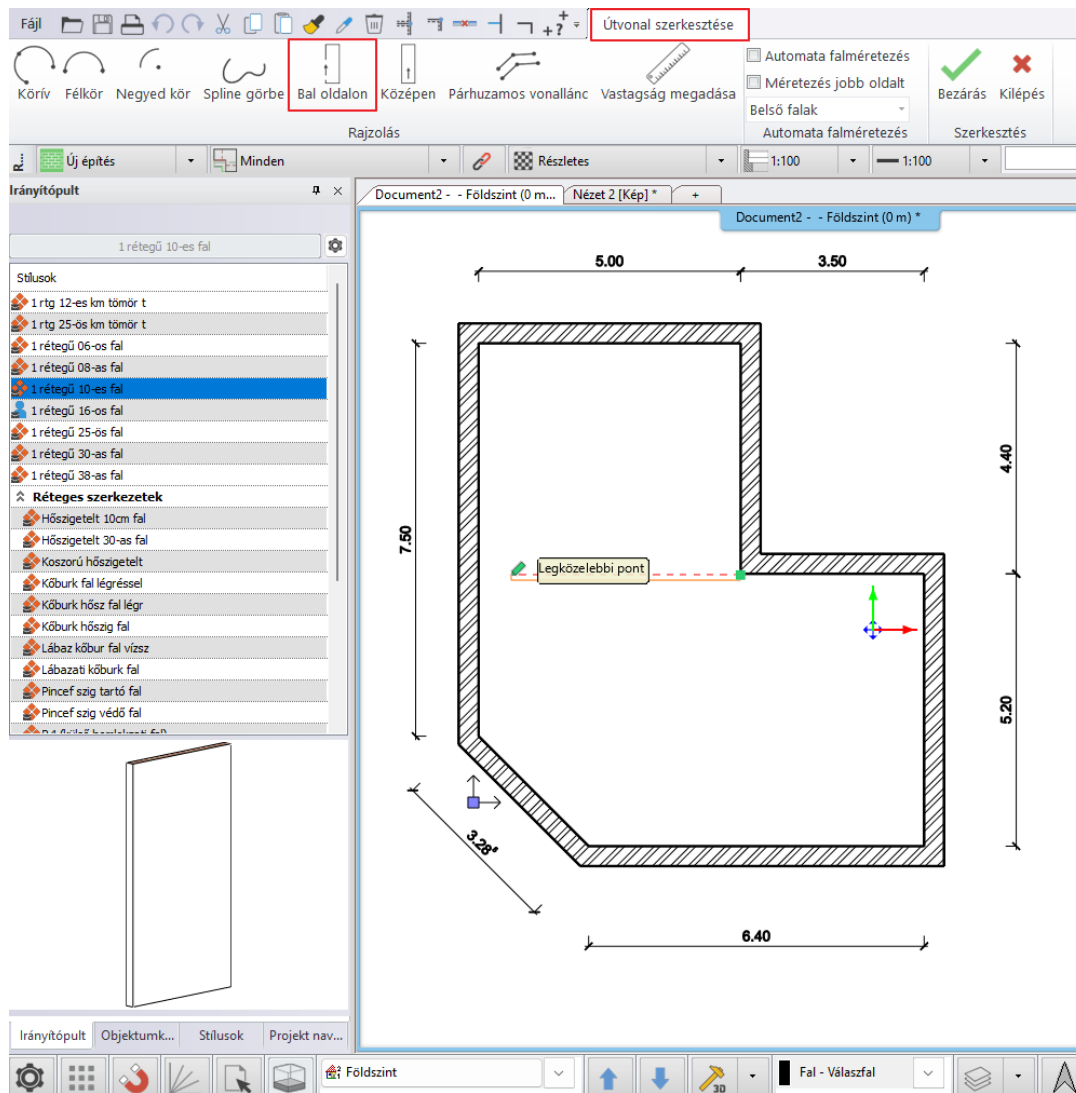 Fájl
Útvonal szerkesztése
Körív
Félkör
Negyed kör
Spline görbe
Bal oldalon
Középen
Párhuzamos vonallánc
Vastagság megadása
Automata falméretezés
Méretezés jobb oldalt
Belső falak
Bezárás
Kilépés
Rajzolás
Automata falméretezés
Szerkesztés
R...
Új építés
Minden
Részletes
1:100
1:100
Irányítópult
Document2 - - Földszint (0 m...
Nézet 2 [Kép] *
+
Document2 - - Földszint (0 m) *
1 rétegű 10-es fal
Stílusok
1 rtg 12-es km tömör t
1 rtg 25-ös km tömör t
1 rétegű 06-os fal
1 rétegű 08-as fal
1 rétegű 10-es fal
1 rétegű 16-os fal
1 rétegű 25-ös fal
1 rétegű 30-as fal
1 rétegű 38-as fal
Réteges szerkezetek
Hőszigetelt 10cm fal
Hőszigetelt 30-as fal
Koszorú hőszigetelt
Kőburk fal légréssel
Kőburk hősz fal légr
Kőburk hőszig fal
Lábaz kőbur fal vízsz
Lábazati kőburk fal
Pincef szig tartó fal
Pincef szig védő fal
5.00
3.50
4.40
7.50
Legközelebbi pont
5.20
3.28⁵
6.40
Irányítópult
Objektumk...
Stílusok
Projekt nav...
Földszint
3D
Fal - Válaszfal